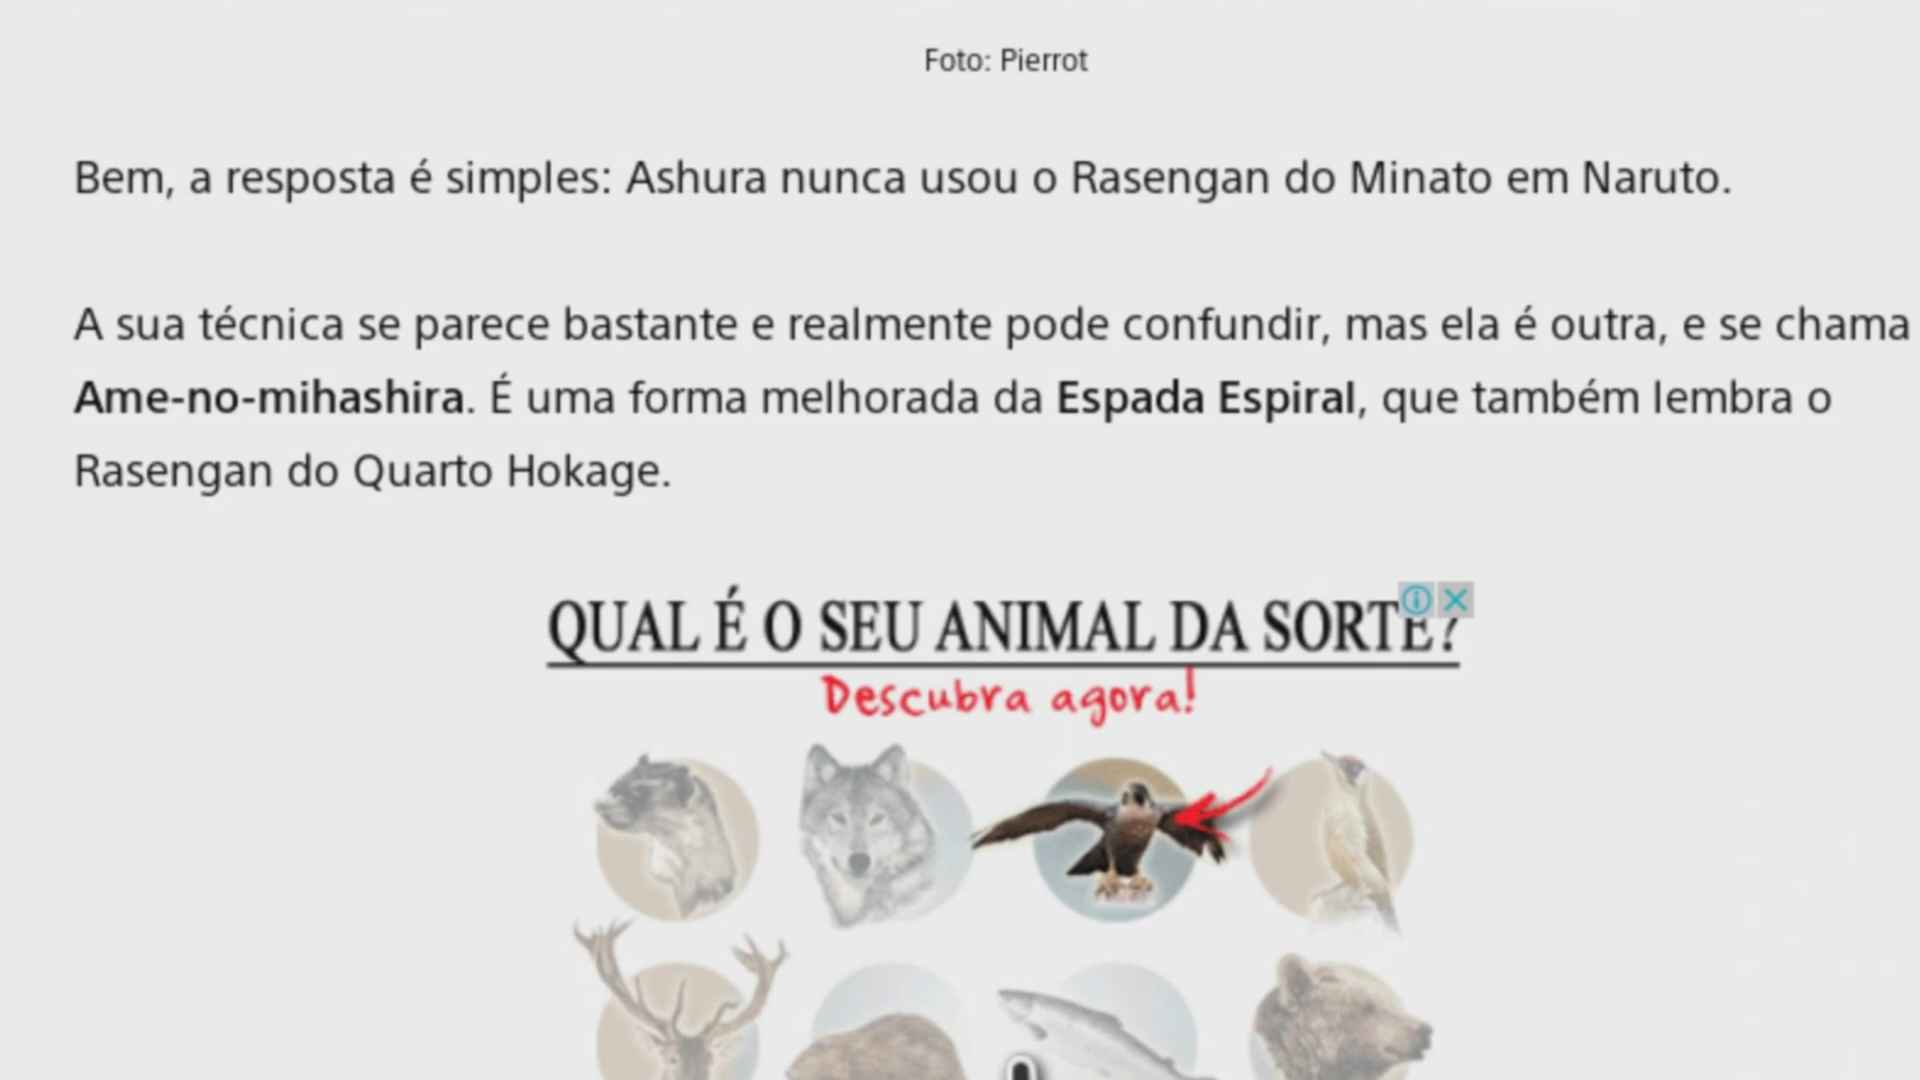 Foto: Pierrot
Bem, a resposta é simples: Ashura nunca usou o Rasengan do Minato em Naruto.
A sua técnica se parece bastante e realmente pode confundir, mas ela é outra, e se chama
Ame-no-mihashira. É uma forma melhorada da Espada Espiral, que também lembra o
Rasengan do Quarto Hokage.
QUAL É O SEU ANIMAL DA SORTE?
Descubra agora!